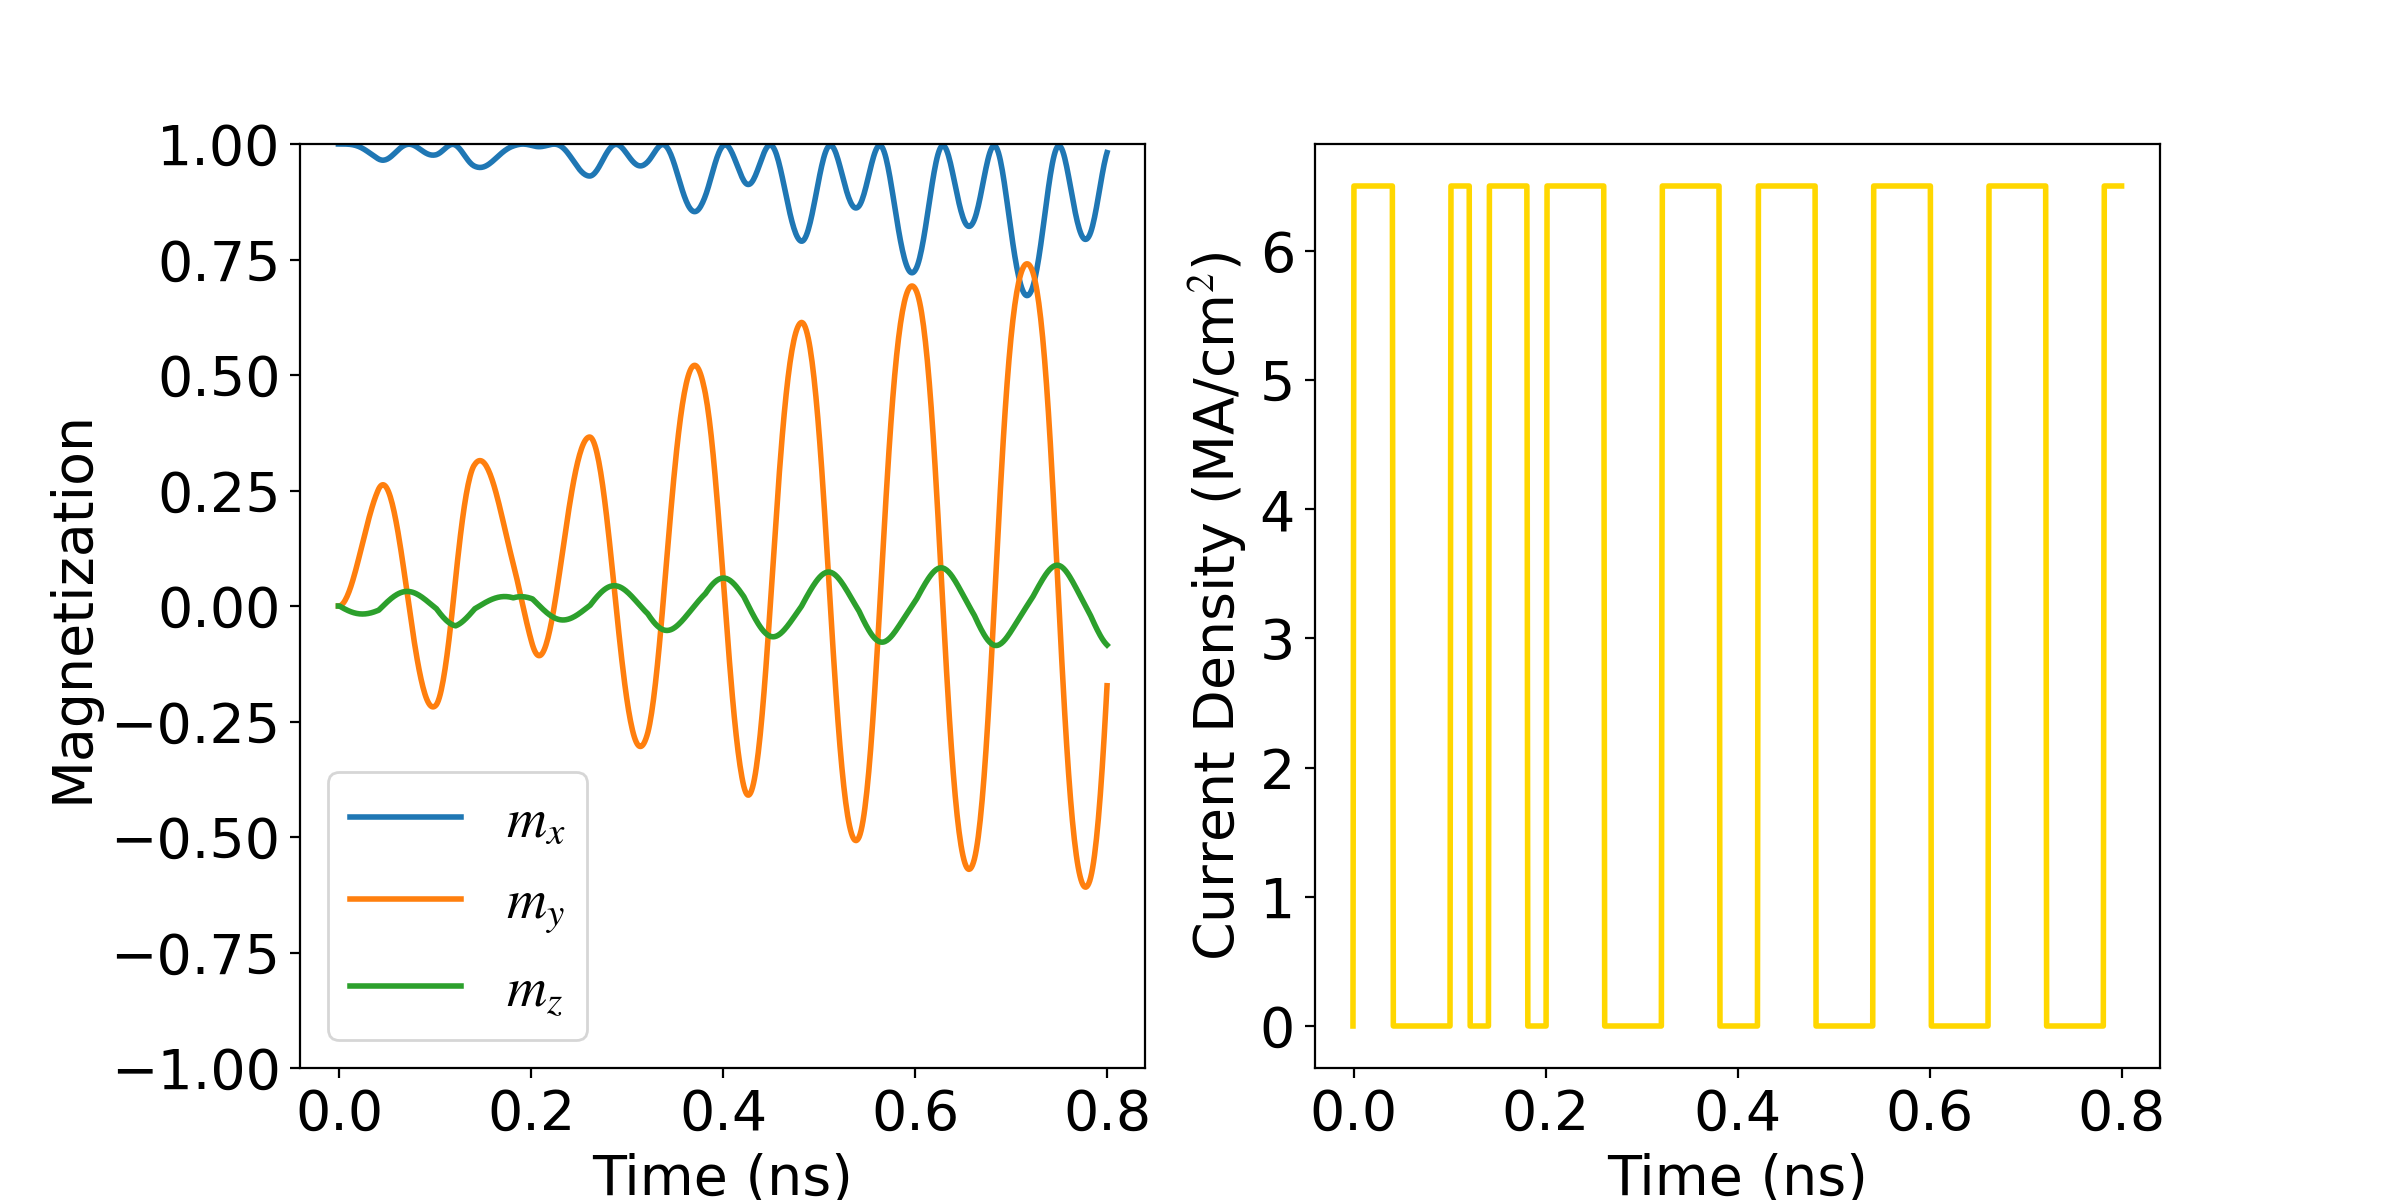 1.00
0.75
0.50
0.25
0.00
−0.25
−0.50
−0.75
−1.00
Magnetization
m_x
m_y
m_z
0.0 0.2 0.4 0.6 0.8
Time (ns)
Current Density (MA/cm²)
6
5
4
3
2
1
0
0.0 0.2 0.4 0.6 0.8
Time (ns)